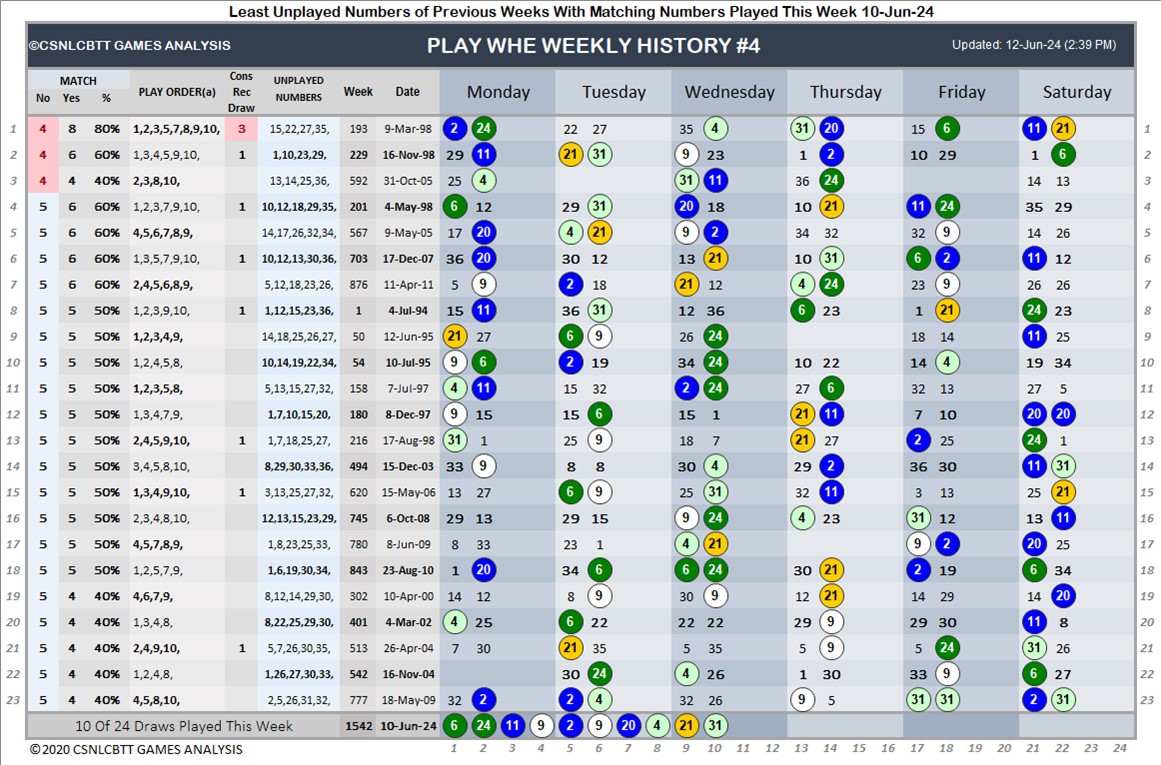 Least Unplayed Numbers of Previous Weeks With Matching Numbers Played This Week 10-Jun-24
©CSNLCBTT GAMES ANALYSIS PLAY WHE WEEKLY HISTORY #4 Updated: 12-Jun-24 (2:39 PM)
MATCH No Yes % PLAY ORDER(a) Cons Rec Draw UNPLAYED NUMBERS Week Date Monday Tuesday Wednesday Thursday Friday Saturday
1 4 8 80% 1,2,3,5,7,8,9,10, 3 15,22,27,35, 193 9-Mar-98 2 24 22 27 35 4 31 20 15 6 11 21 1
2 4 6 60% 1,3,4,5,9,10, 1 1,10,23,29, 229 16-Nov-98 29 11 21 31 9 23 1 2 10 29 1 6 2
3 4 4 40% 2,3,8,10, 13,14,25,36, 592 31-Oct-05 25 4 31 11 36 24 14 13 3
4 5 6 60% 1,2,3,7,9,10, 1 10,12,18,29,35, 201 4-May-98 6 12 29 31 20 18 10 21 11 24 35 29 4
5 5 6 60% 4,5,6,7,8,9, 14,17,26,32,34, 567 9-May-05 17 20 4 21 9 2 34 32 32 9 14 26 5
6 5 6 60% 1,3,5,7,9,10, 1 10,12,13,30,36, 703 17-Dec-07 36 20 30 12 13 21 10 31 6 2 11 12 6
7 5 6 60% 2,4,5,6,8,9, 5,12,18,23,26, 876 11-Apr-11 5 9 2 18 21 12 4 24 23 9 26 26 7
8 5 5 50% 1,2,3,9,10, 1 1,12,15,23,36, 1 4-Jul-94 15 11 36 31 12 36 6 23 1 21 24 23 8
9 5 5 50% 1,2,3,4,9, 14,18,25,26,27, 50 12-Jun-95 21 27 6 9 26 24 18 14 11 25 9
10 5 5 50% 1,2,4,5,8, 10,14,19,22,34, 54 10-Jul-95 9 6 2 19 34 24 10 22 14 4 19 34 10
11 5 5 50% 1,2,3,5,8, 5,13,15,27,32, 158 7-Jul-97 4 11 15 32 2 24 27 6 32 13 27 5 11
12 5 5 50% 1,3,4,7,9, 1,7,10,15,20, 180 8-Dec-97 9 15 15 6 15 1 21 11 7 10 20 20 12
13 5 5 50% 2,4,5,9,10, 1 1,7,18,25,27, 216 17-Aug-98 31 1 25 9 18 7 21 27 2 25 24 1 13
14 5 5 50% 3,4,5,8,10, 8,29,30,33,36, 494 15-Dec-03 33 9 8 8 30 4 29 2 36 30 11 31 14
15 5 5 50% 1,3,4,9,10, 1 3,13,25,27,32, 620 15-May-06 13 27 6 9 25 31 32 11 3 13 25 21 15
16 5 5 50% 2,3,4,8,10, 12,13,15,23,29, 745 6-Oct-08 29 13 29 15 9 24 4 23 31 12 13 11 16
17 5 5 50% 4,5,7,8,9, 1,8,23,25,33, 780 8-Jun-09 8 33 23 1 4 21 9 2 20 25 17
18 5 5 50% 1,2,5,7,9, 1,6,19,30,34, 843 23-Aug-10 1 20 34 6 6 24 30 21 2 19 6 34 18
19 5 4 40% 4,6,7,9, 8,12,14,29,30, 302 10-Apr-00 14 12 8 9 30 9 12 21 14 29 14 20 19
20 5 4 40% 1,3,4,8, 8,22,25,29,30, 401 4-Mar-02 4 25 6 22 22 22 29 9 29 30 11 8 20
21 5 4 40% 2,4,9,10, 1 5,7,26,30,35, 513 26-Apr-04 7 30 21 35 5 35 5 9 5 24 31 26 21
22 5 4 40% 1,2,4,8, 1,26,27,30,33, 542 16-Nov-04 30 24 4 26 1 30 33 9 6 27 22
23 5 4 40% 4,5,8,10, 2,5,26,31,32, 777 18-May-09 32 2 2 4 32 26 9 5 31 31 2 31 23
10 Of 24 Draws Played This Week 1542 10-Jun-24 6 24 11 9 2 9 20 4 21 31
© 2020 CSNLCBTT GAMES ANALYSIS 1 2 3 4 5 6 7 8 9 10 11 12 13 14 15 16 17 18 19 20 21 22 23 24